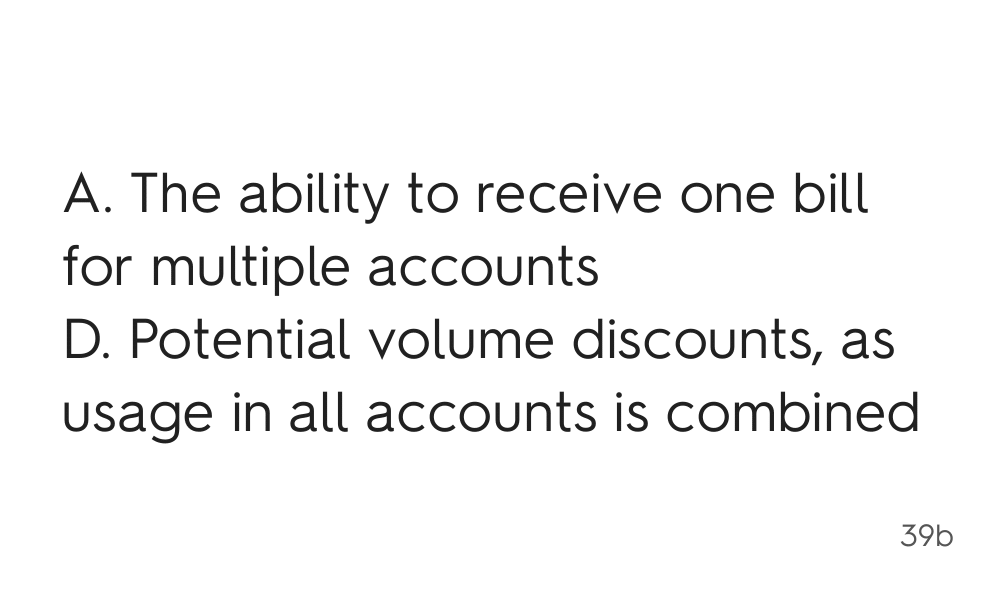 A. The ability to receive one bill
for multiple accounts
D. Potential volume discounts, as
usage in all accounts is combined
39b